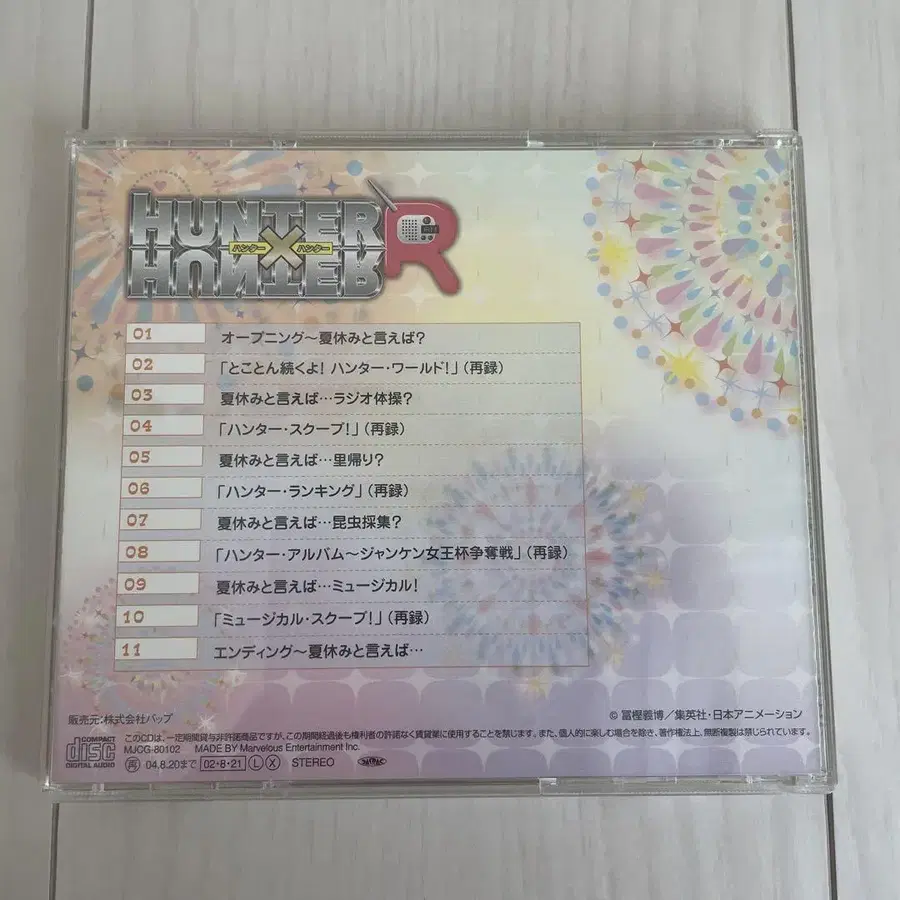 HUNTER
ハンター×ハンター
HUNTER
R
01 オープニング〜夏休みと言えば?
02 「とことん続くよ! ハンター・ワールド!」(再録)
03 夏休みと言えば…ラジオ体操?
04 「ハンター・スクープ!」(再録)
05 夏休みと言えば…里帰り?
06 「ハンター・ランキング」(再録)
07 夏休みと言えば…昆虫採集?
08 「ハンター・アルバム〜ジャンケン女王杯争奪戦」(再録)
09 夏休みと言えば…ミュージカル!
10 「ミュージカル・スクープ!」(再録)
11 エンディング〜夏休みと言えば…
販売元:株式会社バップ
© 冨樫義博/集英社・日本アニメーション
COMPACT disc DIGITAL AUDIO
このCDは、一定期間貸与非許諾商品ですが、この期間経過後も権利者の許諾なく賃貸業に使用することを禁じます。また、個人的に楽しむ場合を除き、著作権法上、無断複製は禁じられています。
MJCG-80102 MADE BY Marvelous Entertainment Inc.
再 04.8.20まで 02・8・21 L X STEREO